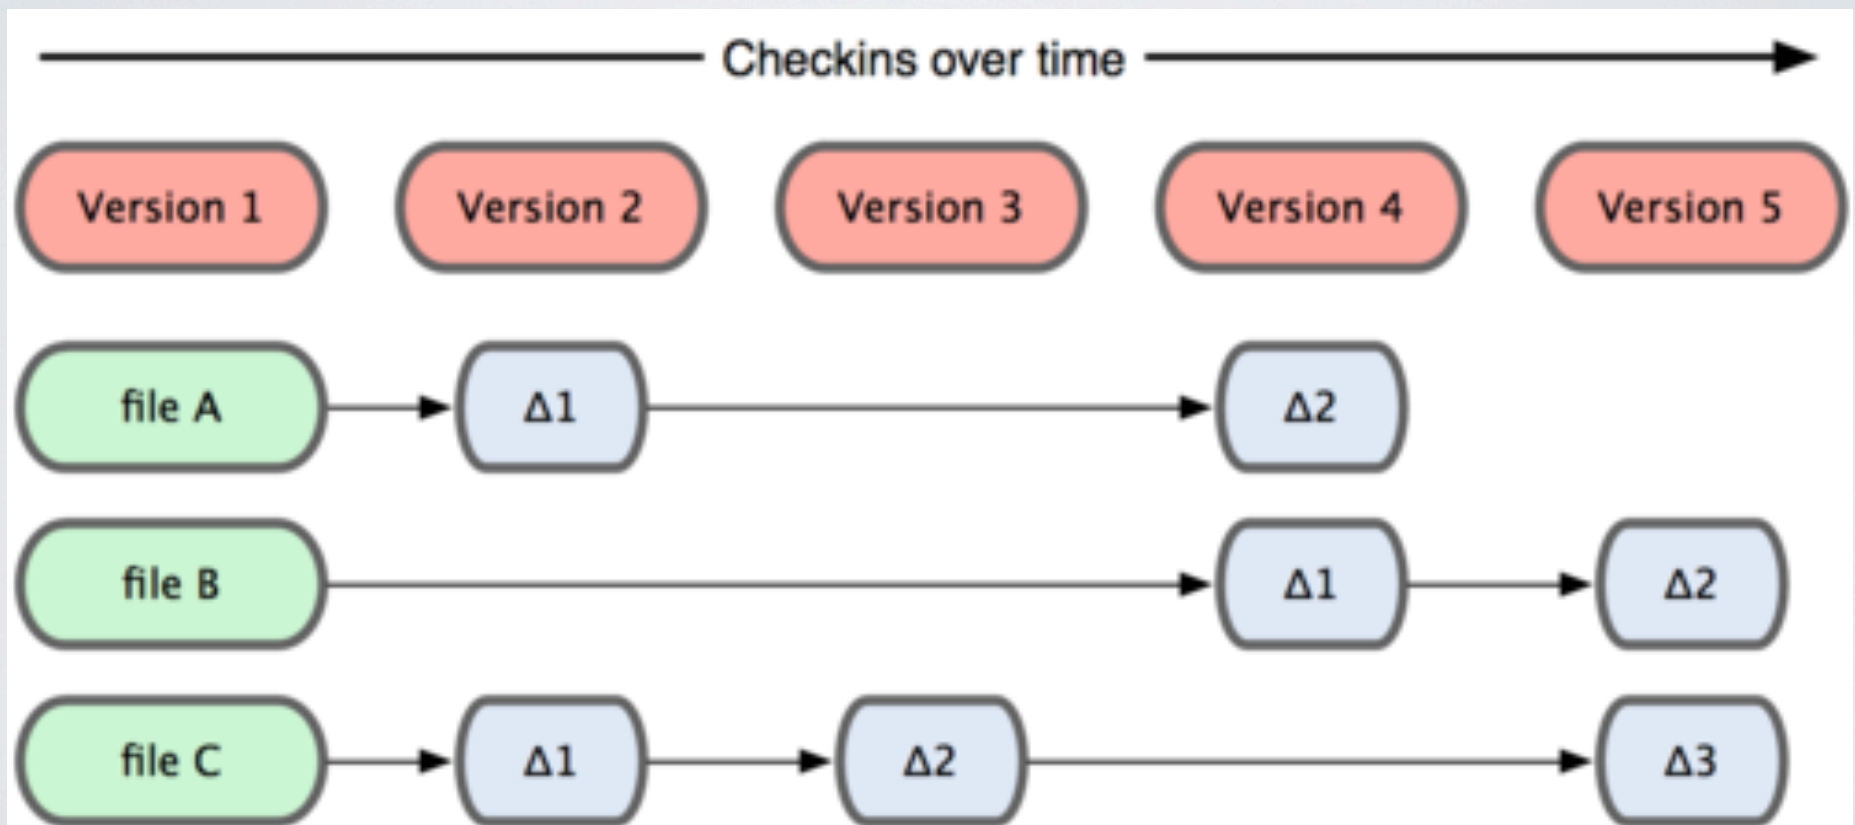 Checkins over time
Version 1 Version 2 Version 3 Version 4 Version 5
file A Δ1 Δ2
file B Δ1 Δ2
file C Δ1 Δ2 Δ3